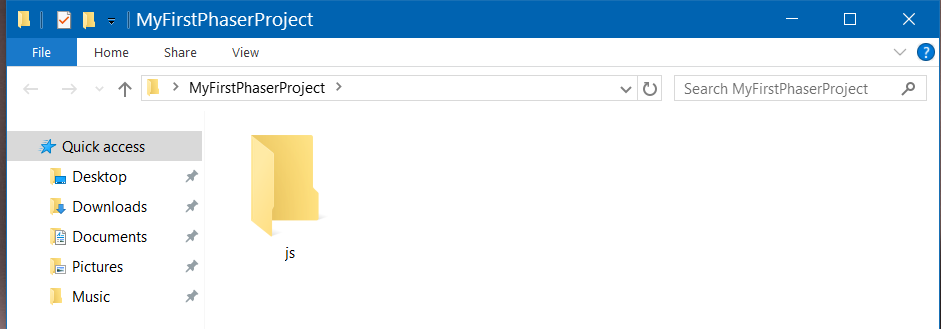 MyFirstPhaserProject
File Home Share View
MyFirstPhaserProject Search MyFirstPhaserProject
Quick access
Desktop
Downloads
Documents
Pictures
Music
js